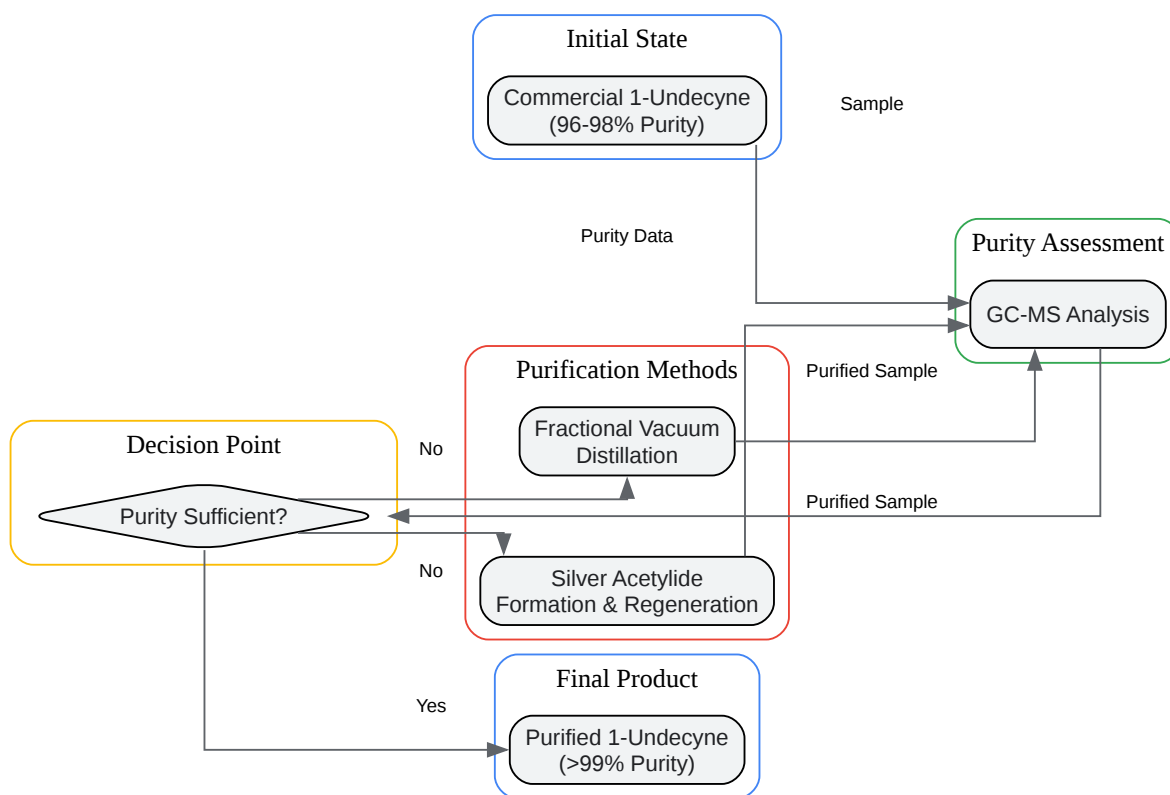 Initial State
Commercial 1-Undecyne
(96-98% Purity)
Sample
Purity Data
Purity Assessment
GC-MS Analysis
Purification Methods
Purified Sample
Fractional Vacuum
Distillation
Decision Point
No
Purity Sufficient?
Purified Sample
No
Silver Acetylide
Formation & Regeneration
Final Product
Yes
Purified 1-Undecyne
(>99% Purity)